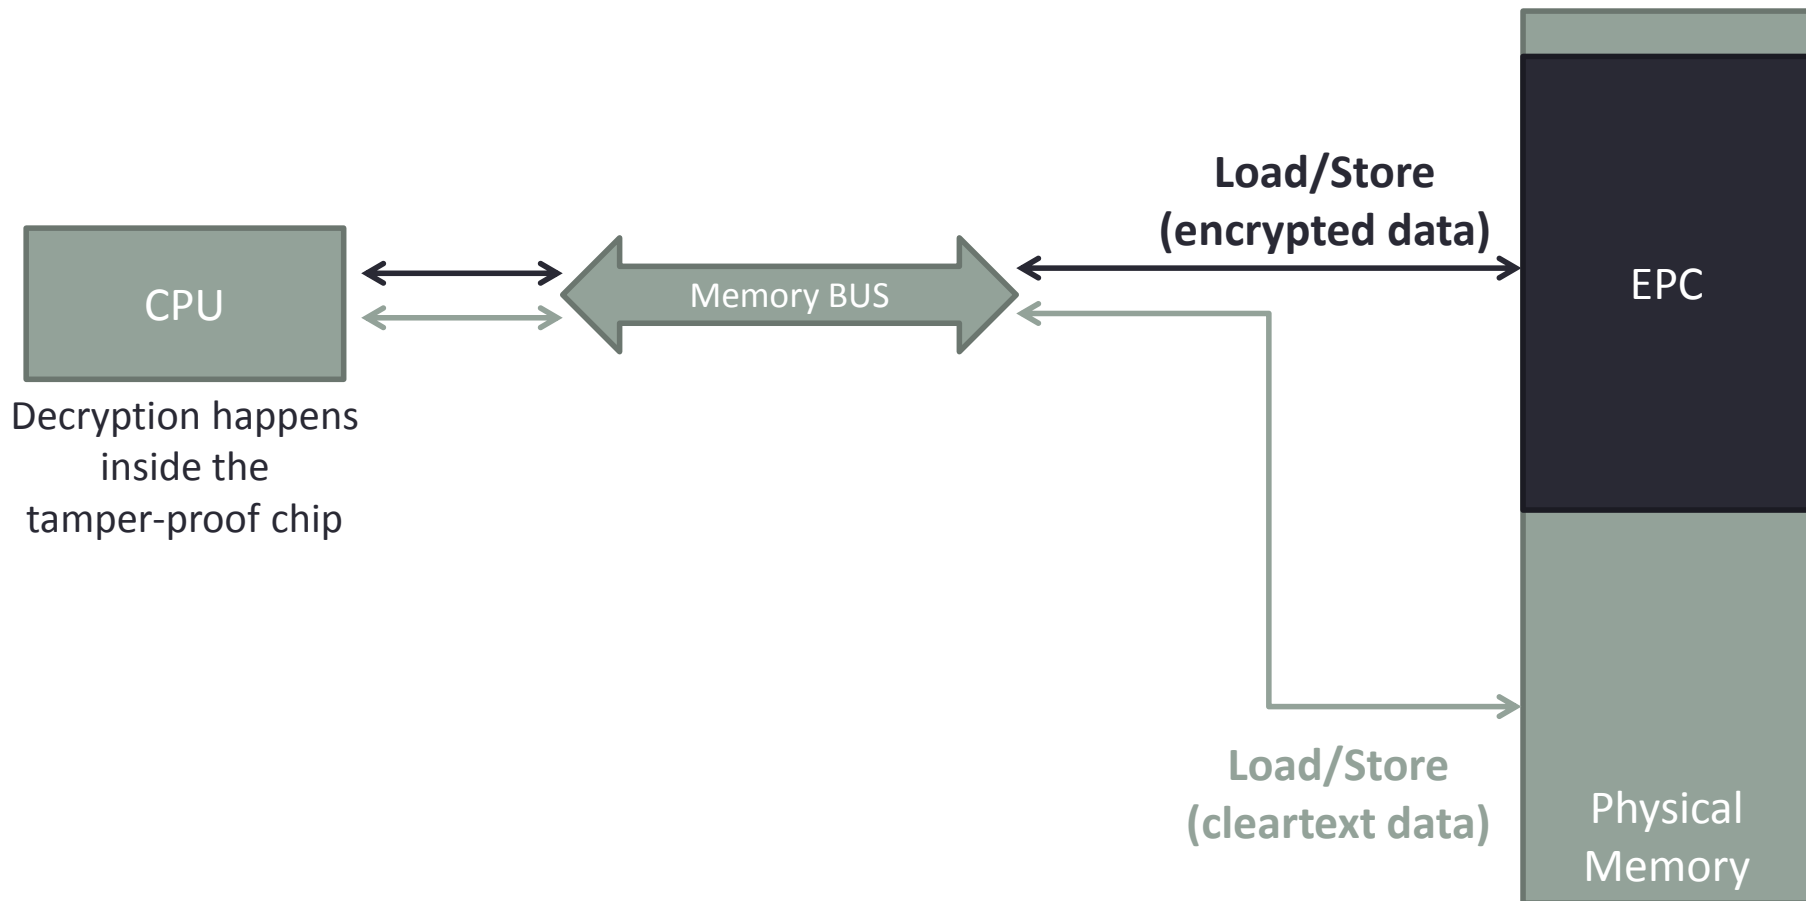 CPU
Decryption happens
inside the
tamper-proof chip
Memory BUS
Load/Store
(encrypted data)
EPC
Load/Store
(cleartext data)
Physical
Memory